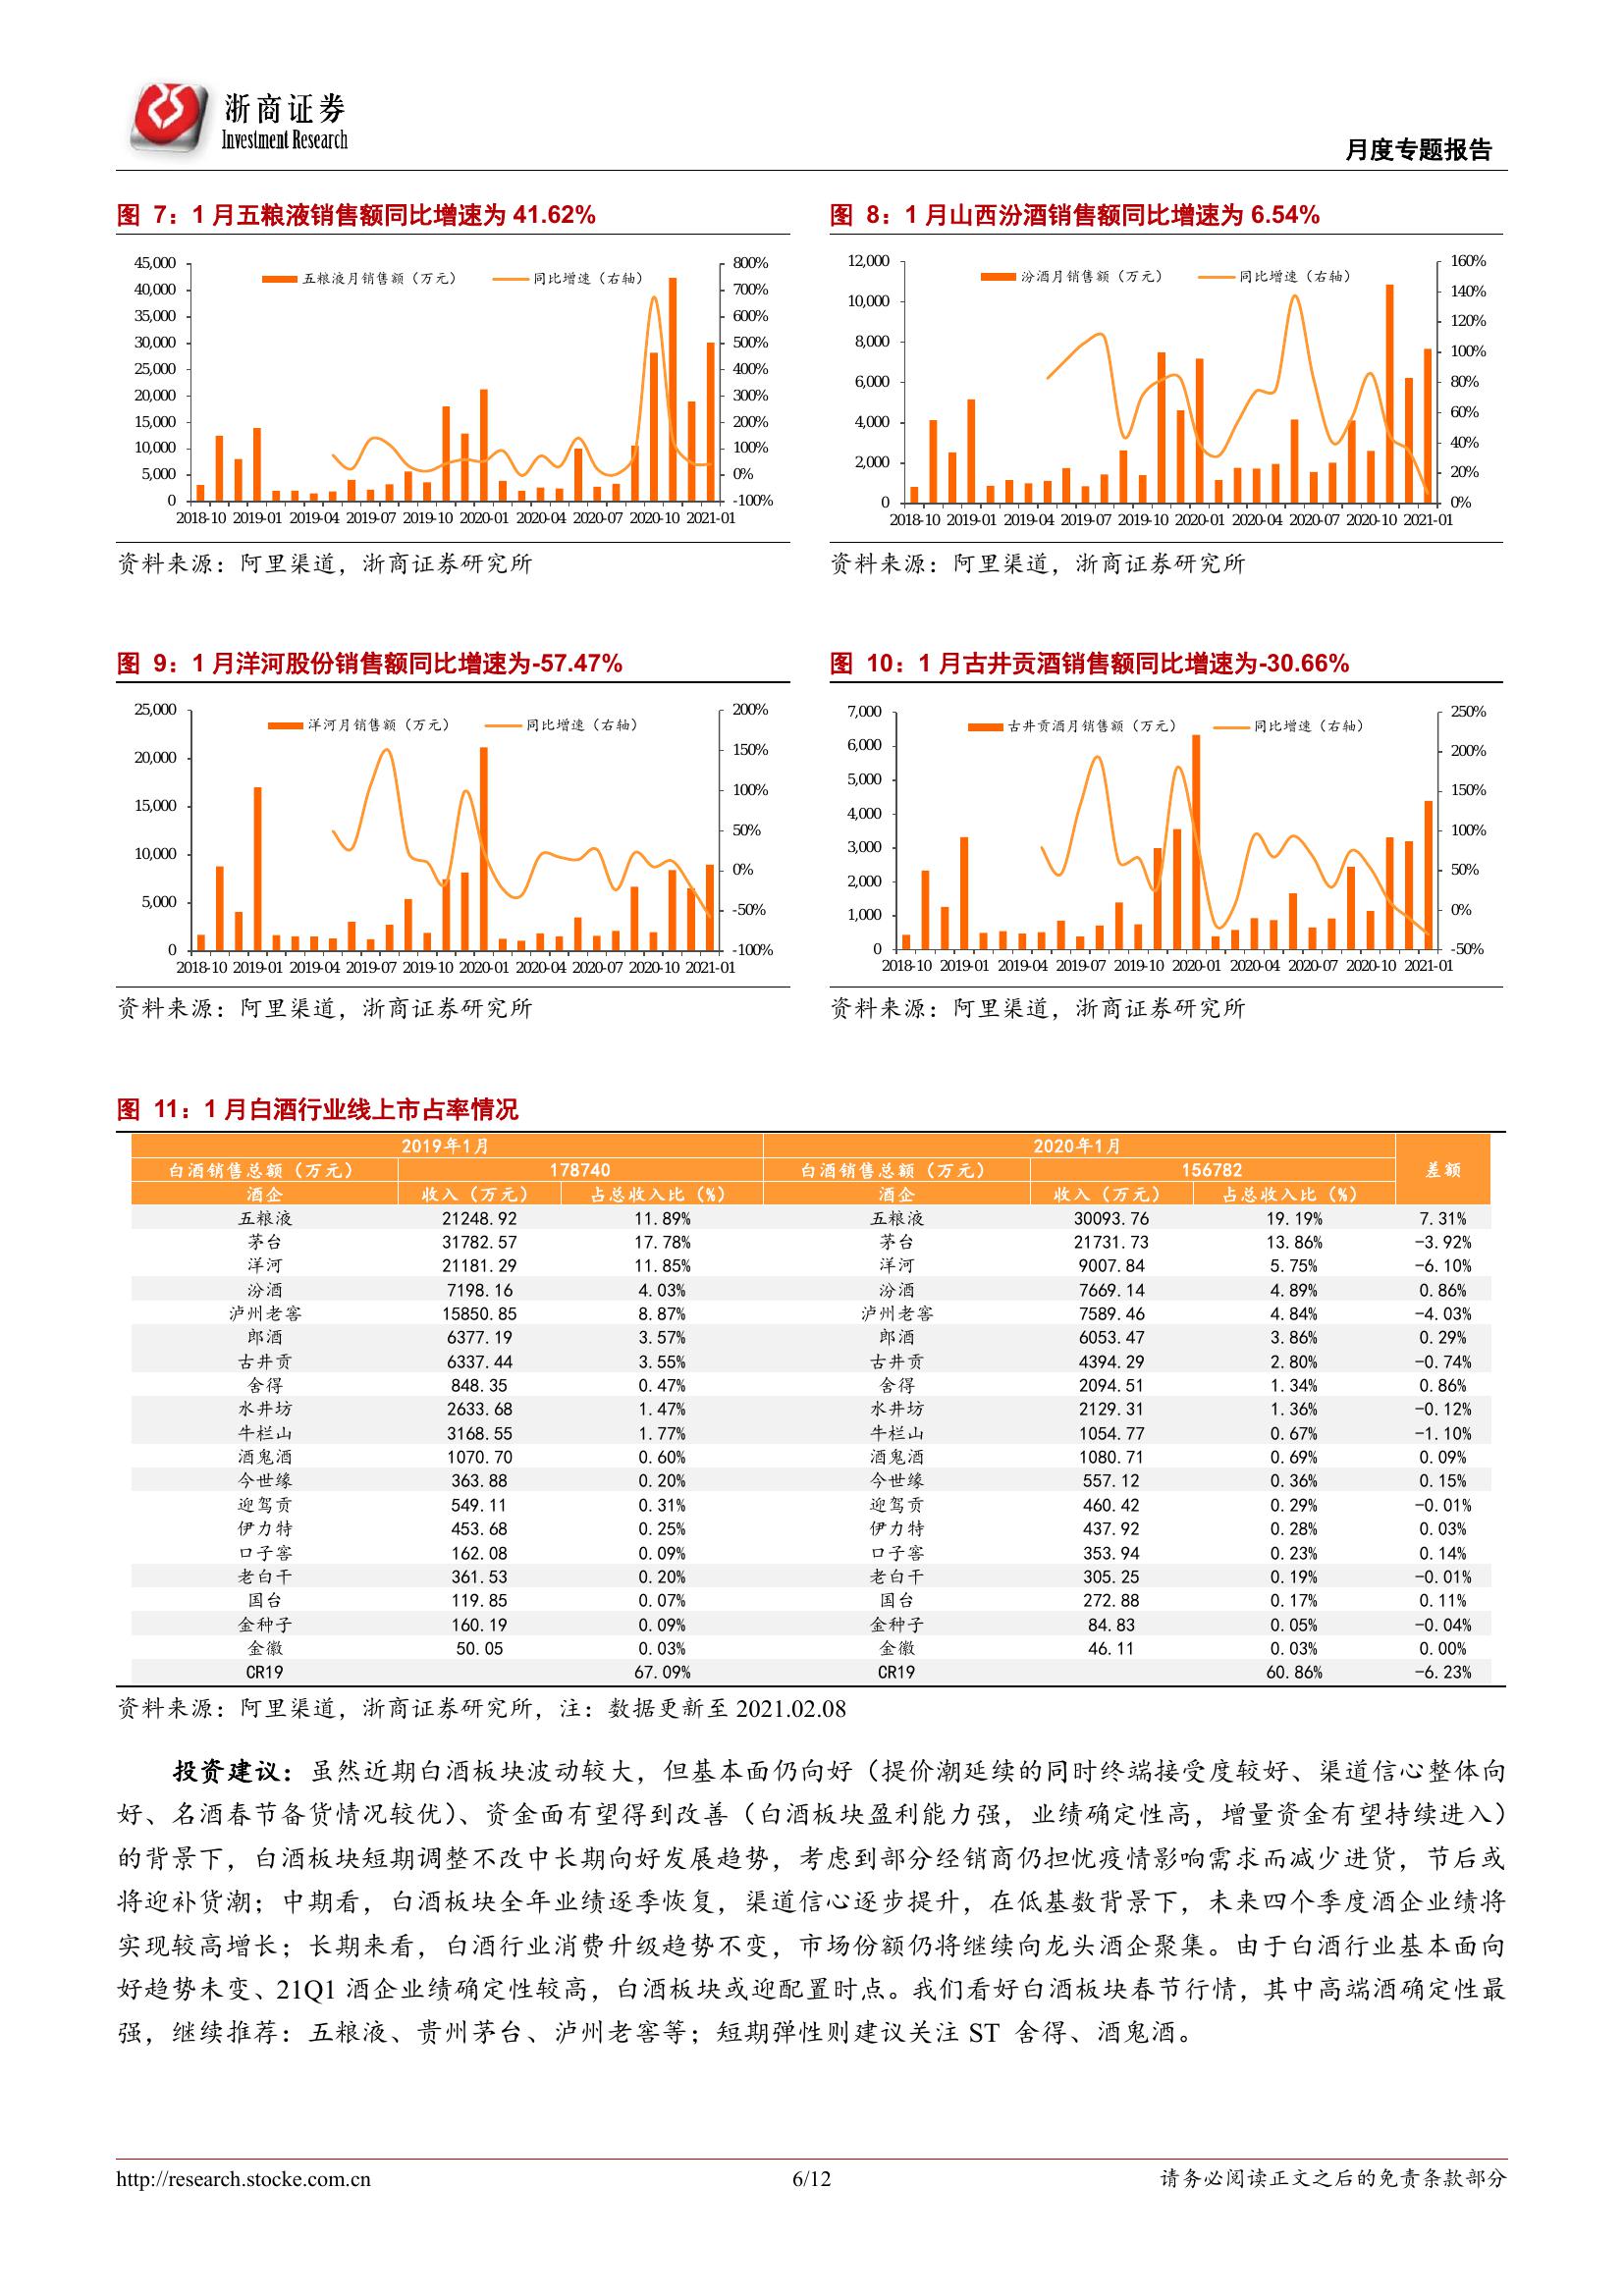 浙商证券
Investment Research
月度专题报告
图 7：1 月五粮液销售额同比增速为 41.62%
五粮液月销售额（万元） 同比增速（右轴）
45,000
40,000
35,000
30,000
25,000
20,000
15,000
10,000
5,000
0
800%
700%
600%
500%
400%
300%
200%
100%
0%
-100%
2018-10 2019-01 2019-04 2019-07 2019-10 2020-01 2020-04 2020-07 2020-10 2021-01
资料来源：阿里渠道，浙商证券研究所
图 8：1 月山西汾酒销售额同比增速为 6.54%
汾酒月销售额（万元） 同比增速（右轴）
12,000
10,000
8,000
6,000
4,000
2,000
0
160%
140%
120%
100%
80%
60%
40%
20%
0%
2018-10 2019-01 2019-04 2019-07 2019-10 2020-01 2020-04 2020-07 2020-10 2021-01
资料来源：阿里渠道，浙商证券研究所
图 9：1 月洋河股份销售额同比增速为-57.47%
洋河月销售额（万元） 同比增速（右轴）
25,000
20,000
15,000
10,000
5,000
0
200%
150%
100%
50%
0%
-50%
-100%
2018-10 2019-01 2019-04 2019-07 2019-10 2020-01 2020-04 2020-07 2020-10 2021-01
资料来源：阿里渠道，浙商证券研究所
图 10：1 月古井贡酒销售额同比增速为-30.66%
古井贡酒月销售额（万元） 同比增速（右轴）
7,000
6,000
5,000
4,000
3,000
2,000
1,000
0
250%
200%
150%
100%
50%
0%
-50%
2018-10 2019-01 2019-04 2019-07 2019-10 2020-01 2020-04 2020-07 2020-10 2021-01
资料来源：阿里渠道，浙商证券研究所
图 11：1 月白酒行业线上市占率情况
2019年1月 2020年1月 差额
白酒销售总额（万元） 178740 白酒销售总额（万元） 156782
酒企 收入（万元） 占总收入比（%） 酒企 收入（万元） 占总收入比（%）
五粮液 21248.92 11.89% 五粮液 30093.76 19.19% 7.31%
茅台 31782.57 17.78% 茅台 21731.73 13.86% -3.92%
洋河 21181.29 11.85% 洋河 9007.84 5.75% -6.10%
汾酒 7198.16 4.03% 汾酒 7669.14 4.89% 0.86%
泸州老窖 15850.85 8.87% 泸州老窖 7589.46 4.84% -4.03%
郎酒 6377.19 3.57% 郎酒 6053.47 3.86% 0.29%
古井贡 6337.44 3.55% 古井贡 4394.29 2.80% -0.74%
舍得 848.35 0.47% 舍得 2094.51 1.34% 0.86%
水井坊 2633.68 1.47% 水井坊 2129.31 1.36% -0.12%
牛栏山 3168.55 1.77% 牛栏山 1054.77 0.67% -1.10%
酒鬼酒 1070.70 0.60% 酒鬼酒 1080.71 0.69% 0.09%
今世缘 363.88 0.20% 今世缘 557.12 0.36% 0.15%
迎驾贡 549.11 0.31% 迎驾贡 460.42 0.29% -0.01%
伊力特 453.68 0.25% 伊力特 437.92 0.28% 0.03%
口子窖 162.08 0.09% 口子窖 353.94 0.23% 0.14%
老白干 361.53 0.20% 老白干 305.25 0.19% -0.01%
国台 119.85 0.07% 国台 272.88 0.17% 0.11%
金种子 160.19 0.09% 金种子 84.83 0.05% -0.04%
金徽 50.05 0.03% 金徽 46.11 0.03% 0.00%
CR19 67.09% CR19 60.86% -6.23%
资料来源：阿里渠道，浙商证券研究所，注：数据更新至 2021.02.08
投资建议：虽然近期白酒板块波动较大，但基本面仍向好（提价潮延续的同时终端接受度较好、渠道信心整体向
好、名酒春节备货情况较优）、资金面有望得到改善（白酒板块盈利能力强，业绩确定性高，增量资金有望持续进入）
的背景下，白酒板块短期调整不改中长期向好发展趋势，考虑到部分经销商仍担忧疫情影响需求而减少进货，节后或
将迎补货潮；中期看，白酒板块全年业绩逐季恢复，渠道信心逐步提升，在低基数背景下，未来四个季度酒企业绩将
实现较高增长；长期来看，白酒行业消费升级趋势不变，市场份额仍将继续向龙头酒企聚集。由于白酒行业基本面向
好趋势未变、21Q1 酒企业绩确定性较高，白酒板块或迎配置时点。我们看好白酒板块春节行情，其中高端酒确定性最
强，继续推荐：五粮液、贵州茅台、泸州老窖等；短期弹性则建议关注 ST 舍得、酒鬼酒。
http://research.stocke.com.cn 6/12 请务必阅读正文之后的免责条款部分